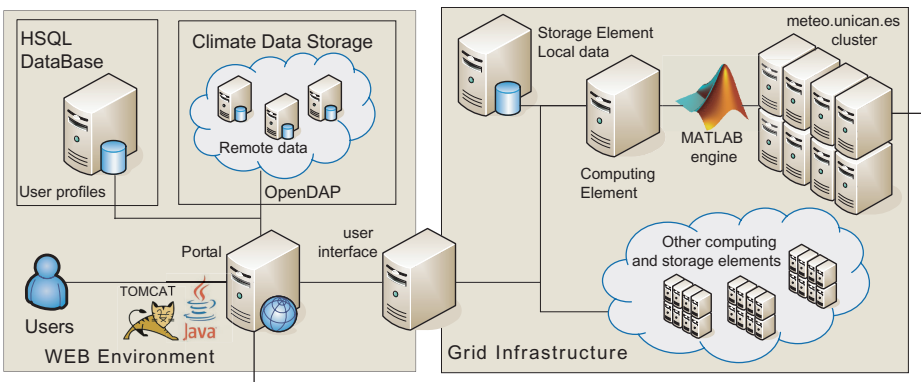 HSQL
DataBase
User profiles
Climate Data Storage
Remote data
OpenDAP
Portal
user
interface
Users
TOMCAT
Java
WEB Environment
Storage Element
Local data
Computing
Element
MATLAB
engine
meteo.unican.es
cluster
Other computing
and storage elements
Grid Infrastructure